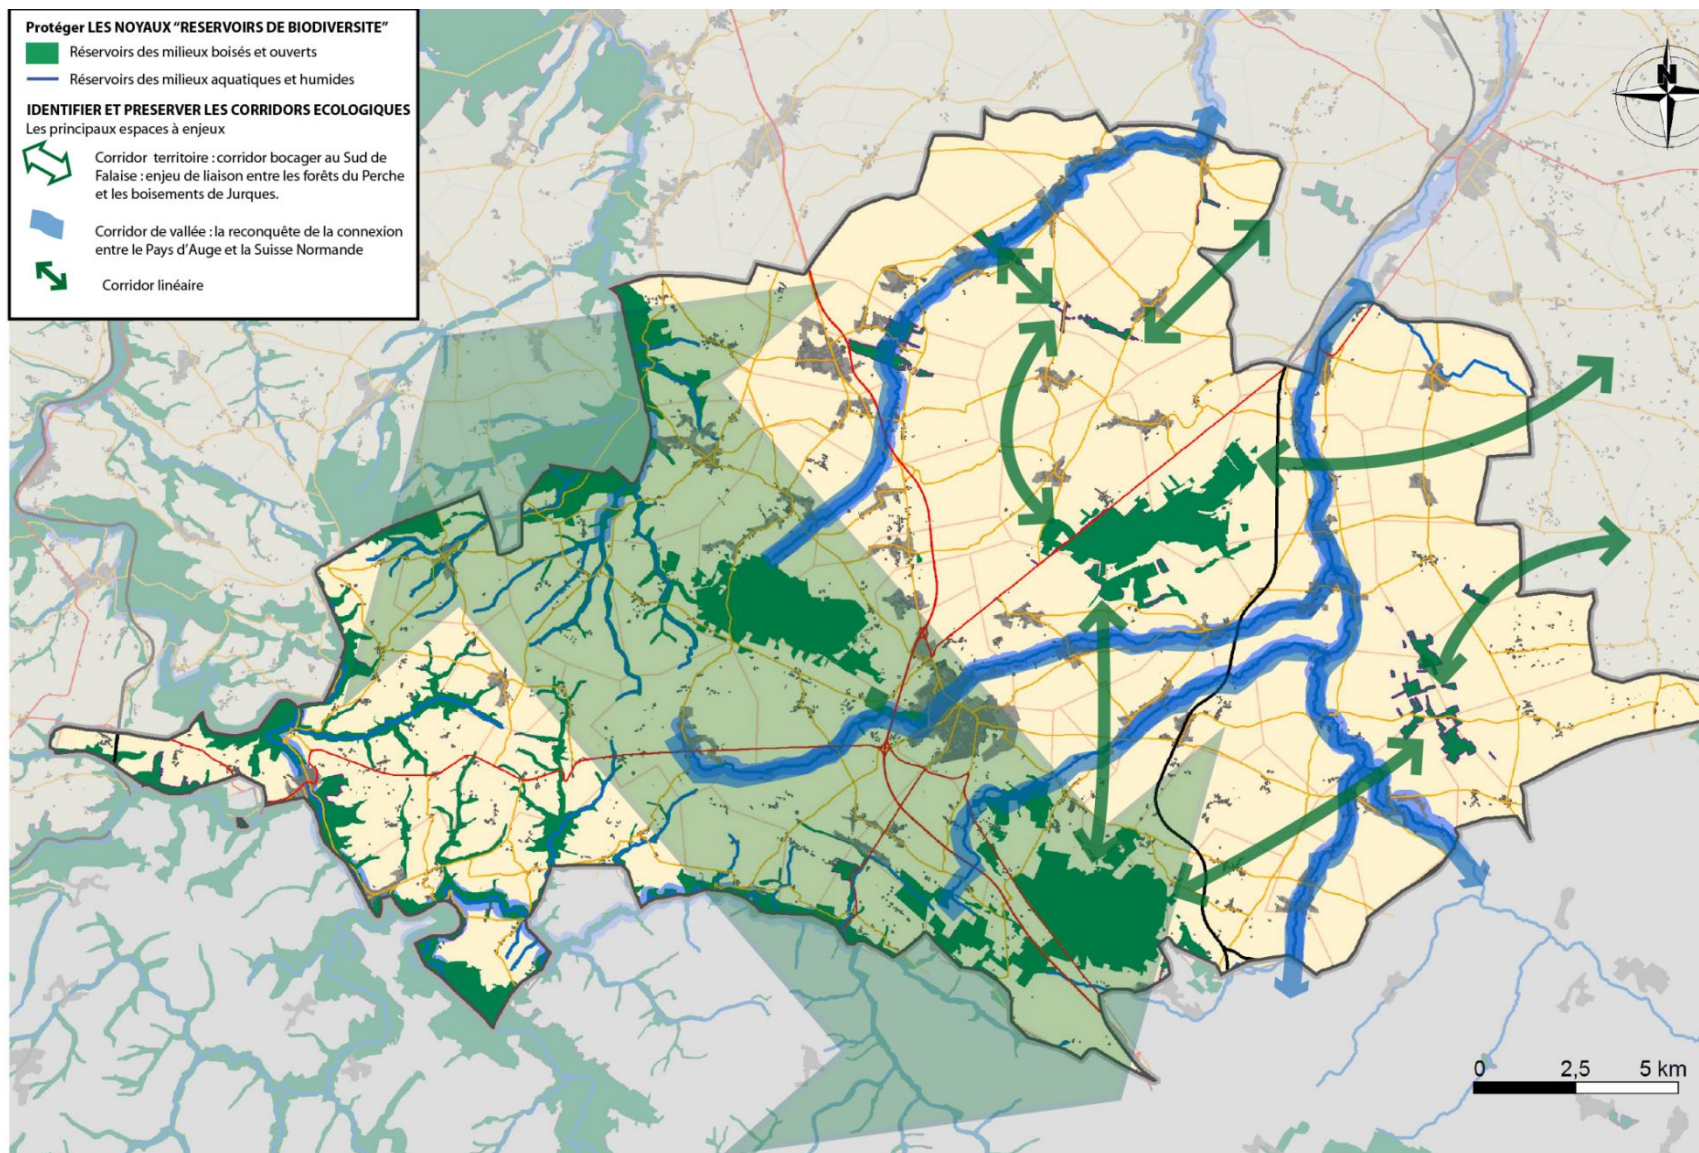 Protéger LES NOYAUX "RESERVOIRS DE BIODIVERSITE"
Réservoirs des milieux boisés et ouverts
Réservoirs des milieux aquatiques et humides
IDENTIFIER ET PRESERVER LES CORRIDORS ECOLOGIQUES
Les principaux espaces à enjeux
Corridor territoire : corridor bocager au Sud de
Falaise : enjeu de liaison entre les forêts du Perche
et les boisements de Jurques.
Corridor de vallée : la reconquête de la connexion
entre le Pays d'Auge et la Suisse Normande
Corridor linéaire
N
0 2,5 5 km